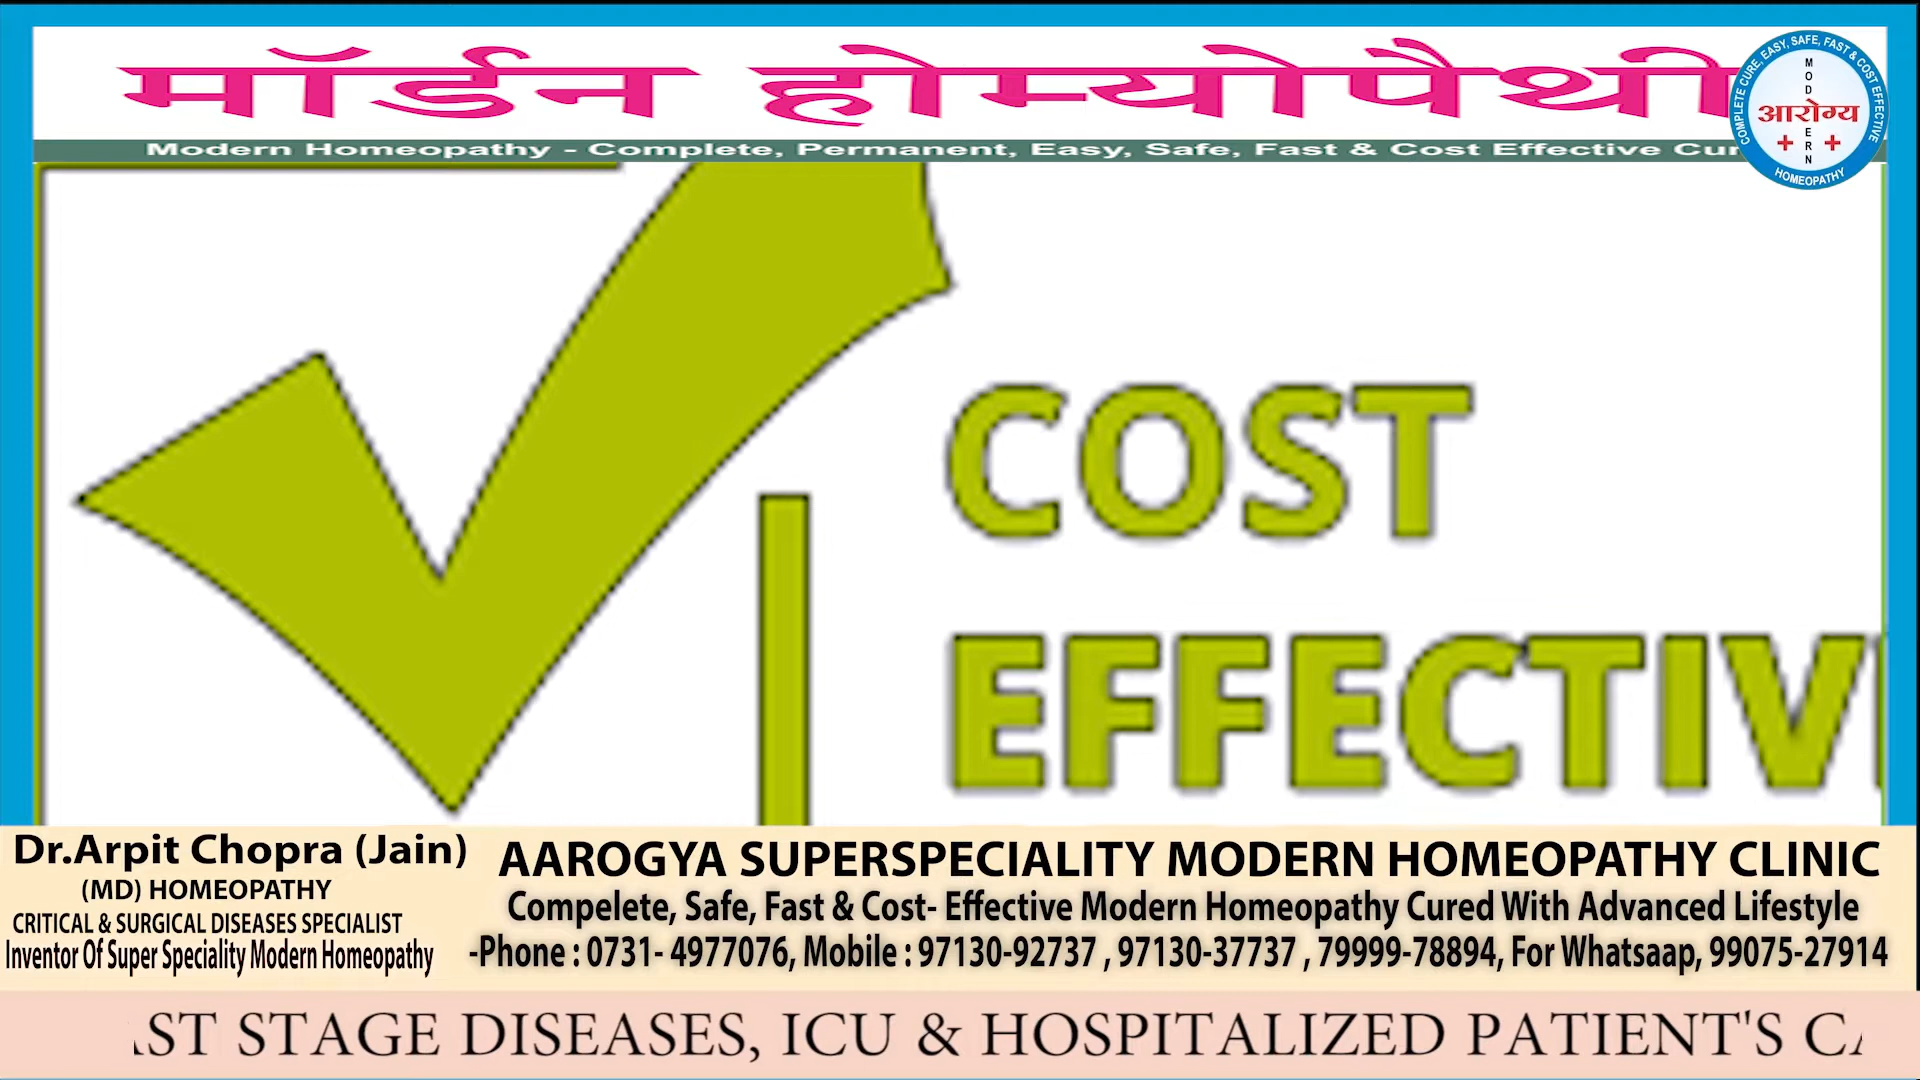 मॉर्डन होम्योपैथी
Modern Homeopathy - Complete, Permanent, Easy, Safe, Fast & Cost Effective Cur
COMPLETE CURE, EASY, SAFE, FAST & COST EFFECTIVE
MODERN
आरोग्य
HOMEOPATHY
COST
EFFECTIV
Dr.Arpit Chopra (Jain)
(MD) HOMEOPATHY
CRITICAL & SURGICAL DISEASES SPECIALIST
Inventor Of Super Speciality Modern Homeopathy
AAROGYA SUPERSPECIALITY MODERN HOMEOPATHY CLINIC
Compelete, Safe, Fast & Cost- Effective Modern Homeopathy Cured With Advanced Lifestyle
-Phone : 0731- 4977076, Mobile : 97130-92737 , 97130-37737 , 79999-78894, For Whatsaap, 99075-27914
ST STAGE DISEASES, ICU & HOSPITALIZED PATIENT'S